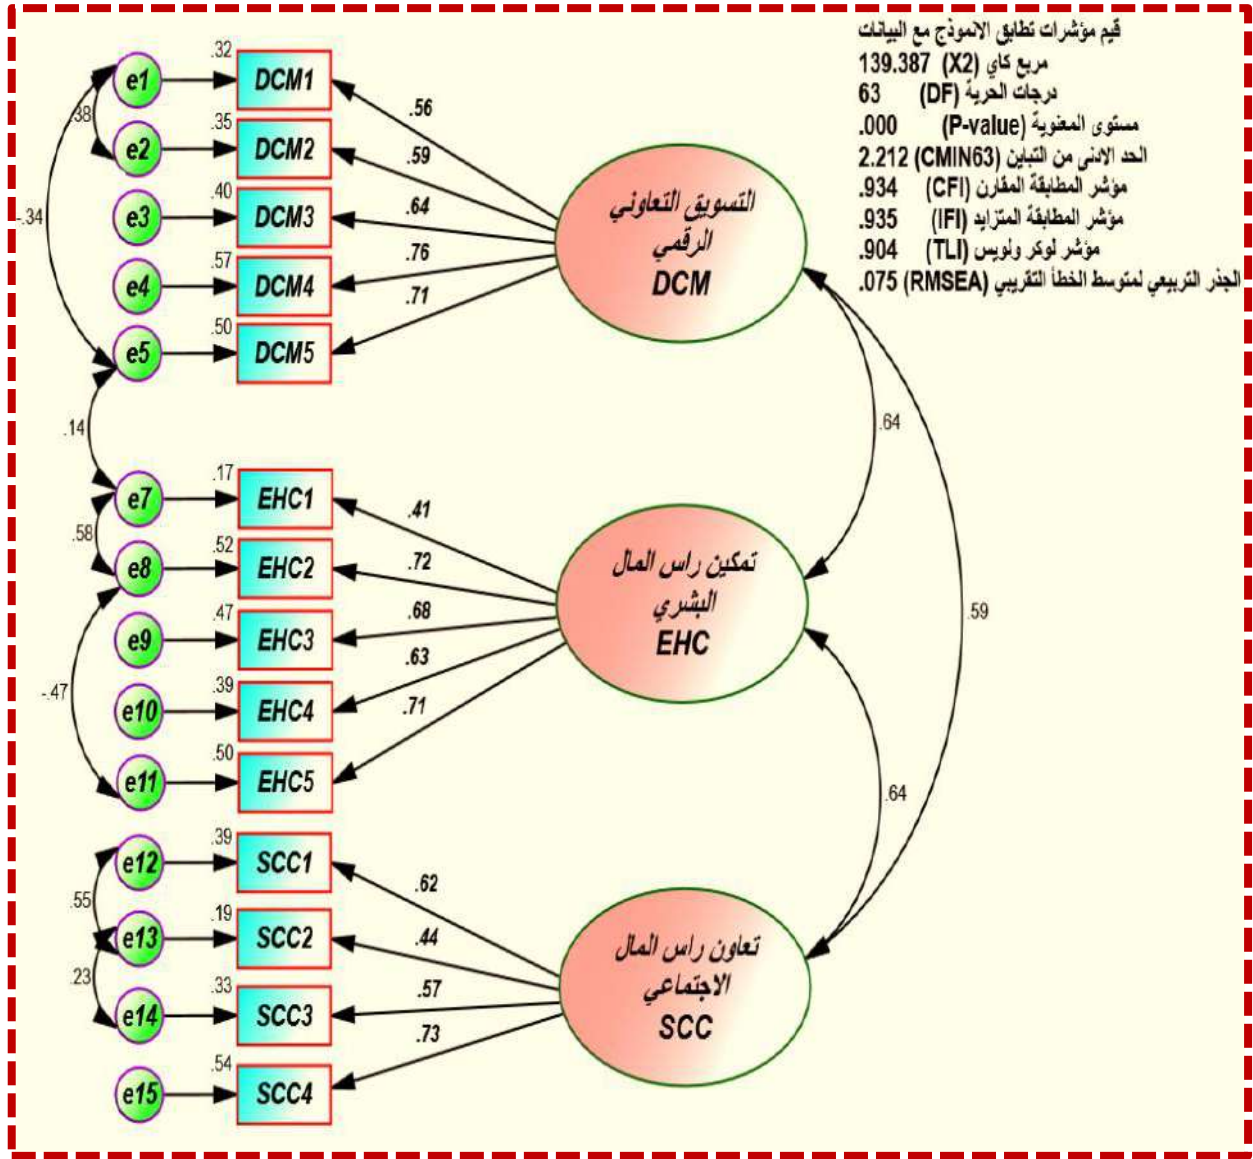 قيم مؤشرات تطابق الانموذج مع البيانات
مربع كاي (X2) 139.387
درجات الحرية (DF) 63
مستوى المعنوية (P-value) .000
الحد الادنى من التباين (CMIN63) 2.212
مؤشر المطابقة المقارن (CFI) .934
مؤشر المطابقة المتزايد (IFI) .935
مؤشر لوكر ولويس (TLI) .904
الجذر التربيعي لمتوسط الخطأ التقريبي (RMSEA) .075
e1 .32 DCM1 .56
.38
e2 .35 DCM2 .59
e3 .40 DCM3 .64
-.34
e4 .57 DCM4 .76
e5 .50 DCM5 .71
التسويق التعاوني
الرقمي
DCM
.14
.64
e7 .17 EHC1 .41
.58
e8 .52 EHC2 .72
e9 .47 EHC3 .68
-.47
e10 .39 EHC4 .63
e11 .50 EHC5 .71
تمكين راس المال
البشري
EHC
.59
.64
e12 .39 SCC1 .62
.55
e13 .19 SCC2 .44
.23
e14 .33 SCC3 .57
e15 .54 SCC4 .73
تعاون راس المال
الاجتماعي
SCC